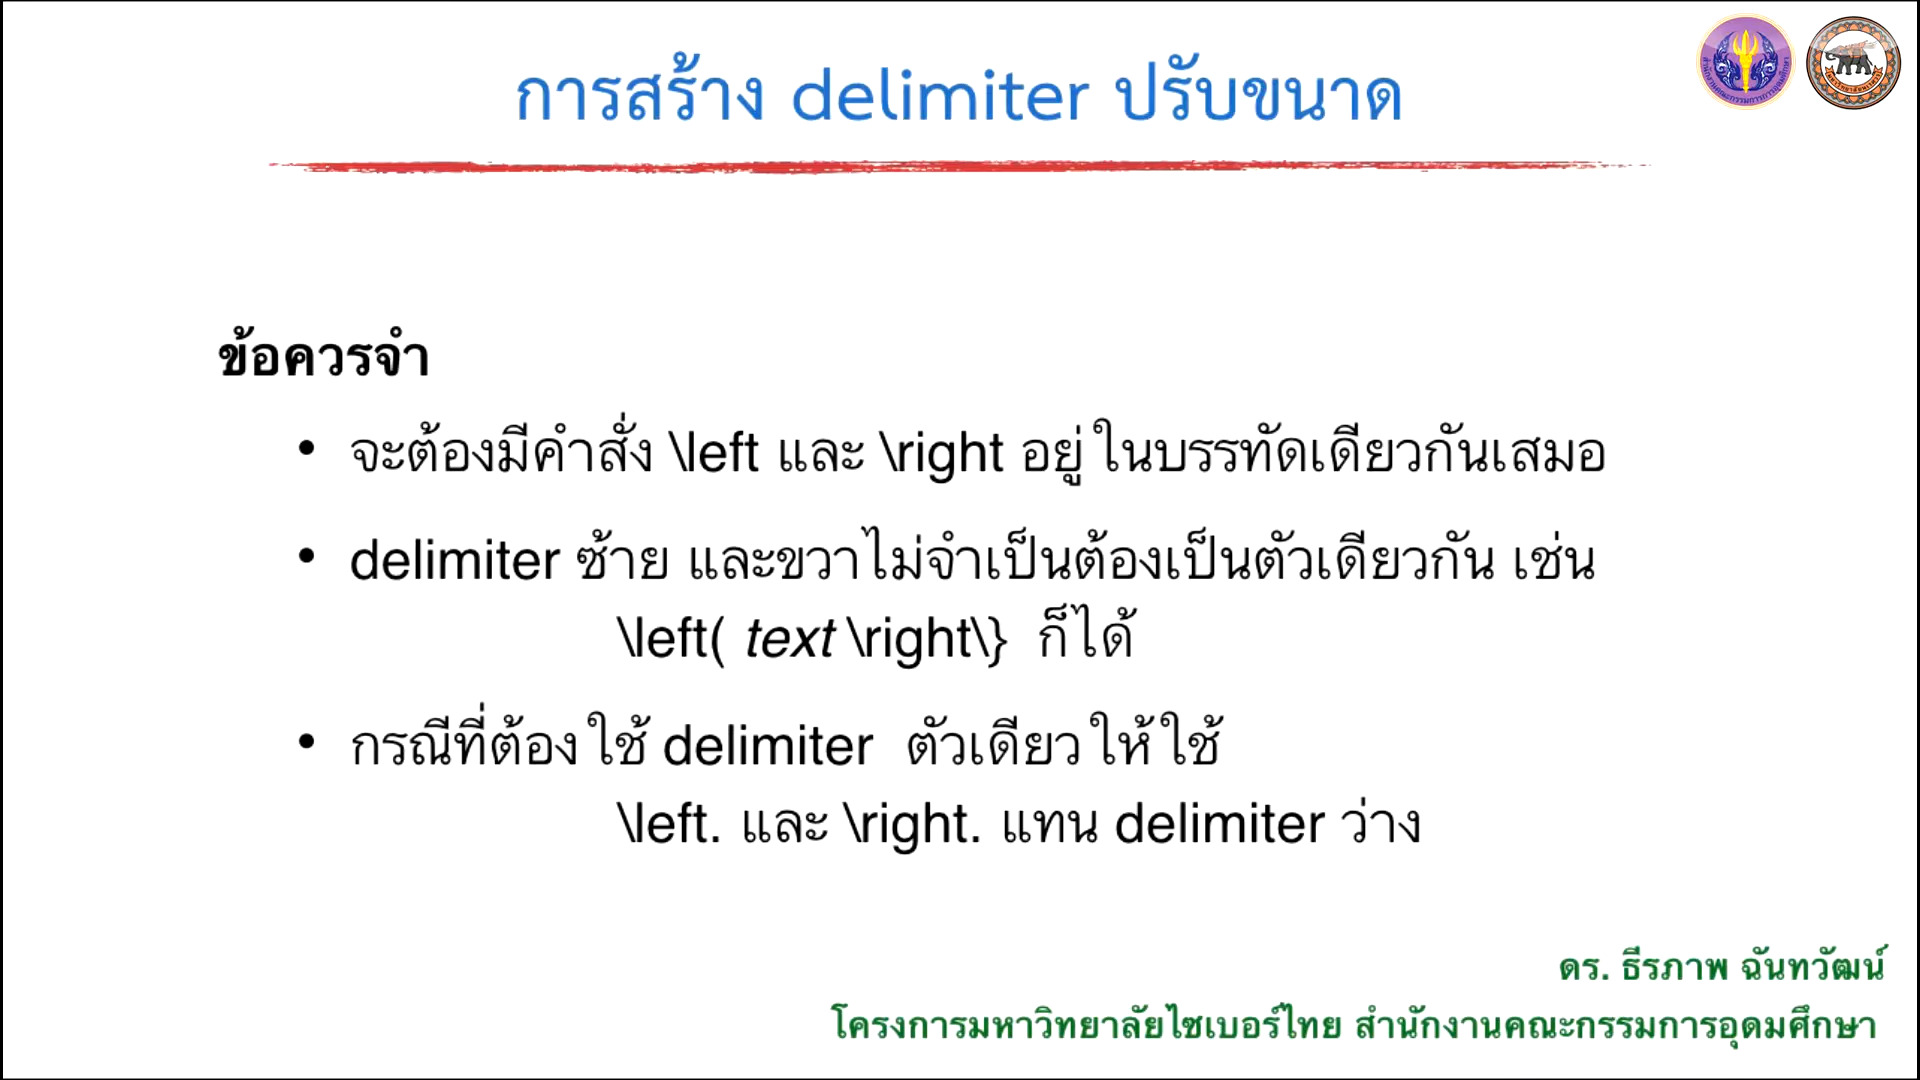 การสร้าง delimiter ปรับขนาด
ข้อควรจำ
• จะต้องมีคำสั่ง \left และ \right อยู่ในบรรทัดเดียวกันเสมอ
• delimiter ซ้าย และขวาไม่จำเป็นต้องเป็นตัวเดียวกัน เช่น
\left( text \right\} ก็ได้
• กรณีที่ต้องใช้ delimiter ตัวเดียวให้ใช้
\left. และ \right. แทน delimiter ว่าง
ดร. ธีรภาพ ฉันทวัฒน์
โครงการมหาวิทยาลัยไซเบอร์ไทย สำนักงานคณะกรรมการอุดมศึกษา